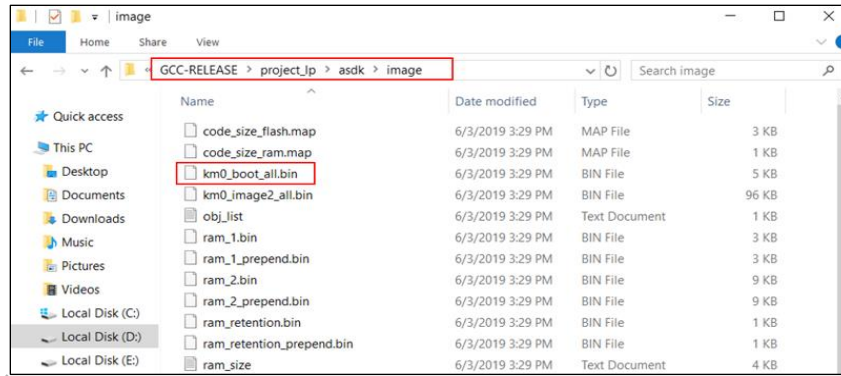 image
File Home Share View
GCC-RELEASE > project_lp > asdk > image Search image
Name Date modified Type Size
Quick access
This PC
Desktop
Documents
Downloads
Music
Pictures
Videos
Local Disk (C:)
Local Disk (D:)
Local Disk (E:)
code_size_flash.map 6/3/2019 3:29 PM MAP File 3 KB
code_size_ram.map 6/3/2019 3:29 PM MAP File 1 KB
km0_boot_all.bin 6/3/2019 3:29 PM BIN File 5 KB
km0_image2_all.bin 6/3/2019 3:29 PM BIN File 96 KB
obj_list 6/3/2019 3:29 PM Text Document 1 KB
ram_1.bin 6/3/2019 3:29 PM BIN File 3 KB
ram_1_prepend.bin 6/3/2019 3:29 PM BIN File 3 KB
ram_2.bin 6/3/2019 3:29 PM BIN File 9 KB
ram_2_prepend.bin 6/3/2019 3:29 PM BIN File 9 KB
ram_retention.bin 6/3/2019 3:29 PM BIN File 1 KB
ram_retention_prepend.bin 6/3/2019 3:29 PM BIN File 1 KB
ram_size 6/3/2019 3:29 PM Text Document 4 KB